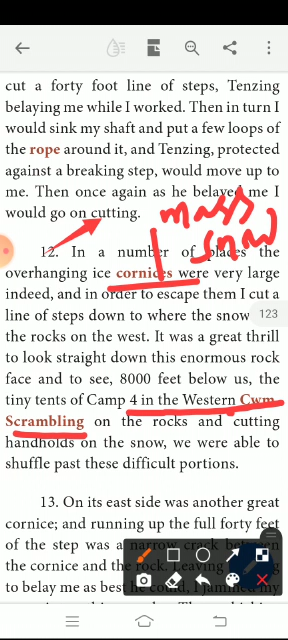 cut a forty foot line of steps, Tenzing
belaying me while I worked. Then in turn I
would sink my shaft and put a few loops of
the rope around it, and Tenzing, protected
against a breaking step, would move up to
me. Then once again as he belayed me I
would go on cutting.
mass
snow
12. In a number of places the
overhanging ice cornices were very large
indeed, and in order to escape them I cut a
line of steps down to where the snow
123
the rocks on the west. It was a great thrill
to look straight down this enormous rock
face and to see, 8000 feet below us, the
tiny tents of Camp 4 in the Western Cwm.
Scrambling on the rocks and cutting
handholds on the snow, we were able to
shuffle past these difficult portions.
13. On its east side was another great
cornice; and running up the full forty feet
of the step was a narrow crack between
the cornice and the rock. Leaving
to belay me as best he could, I jammed my